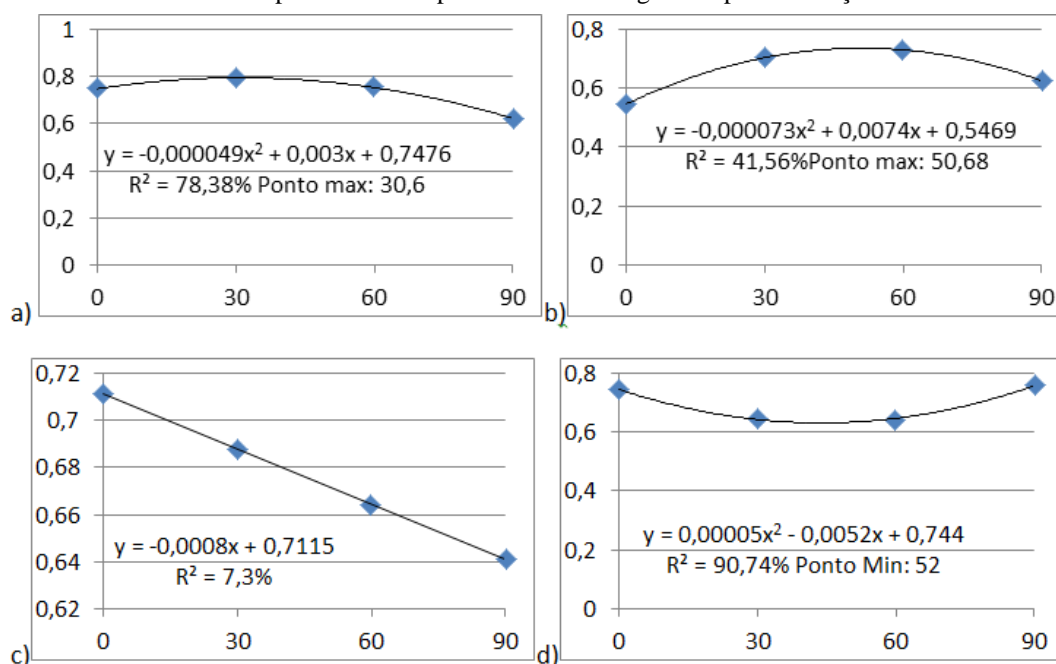 1
0,8
0,6
0,4
0,2
0
0 30 60 90
y = -0,000049x² + 0,003x + 0,7476
R² = 78,38% Ponto max: 30,6
a)
0,8
0,6
0,4
0,2
0
0 30 60 90
y = -0,000073x² + 0,0074x + 0,5469
R² = 41,56%Ponto max: 50,68
b)
0,72
0,7
0,68
0,66
0,64
0,62
0 30 60 90
y = -0,0008x + 0,7115
R² = 7,3%
c)
0,8
0,6
0,4
0,2
0
0 30 60 90
y = 0,00005x² - 0,0052x + 0,744
R² = 90,74% Ponto Min: 52
d)